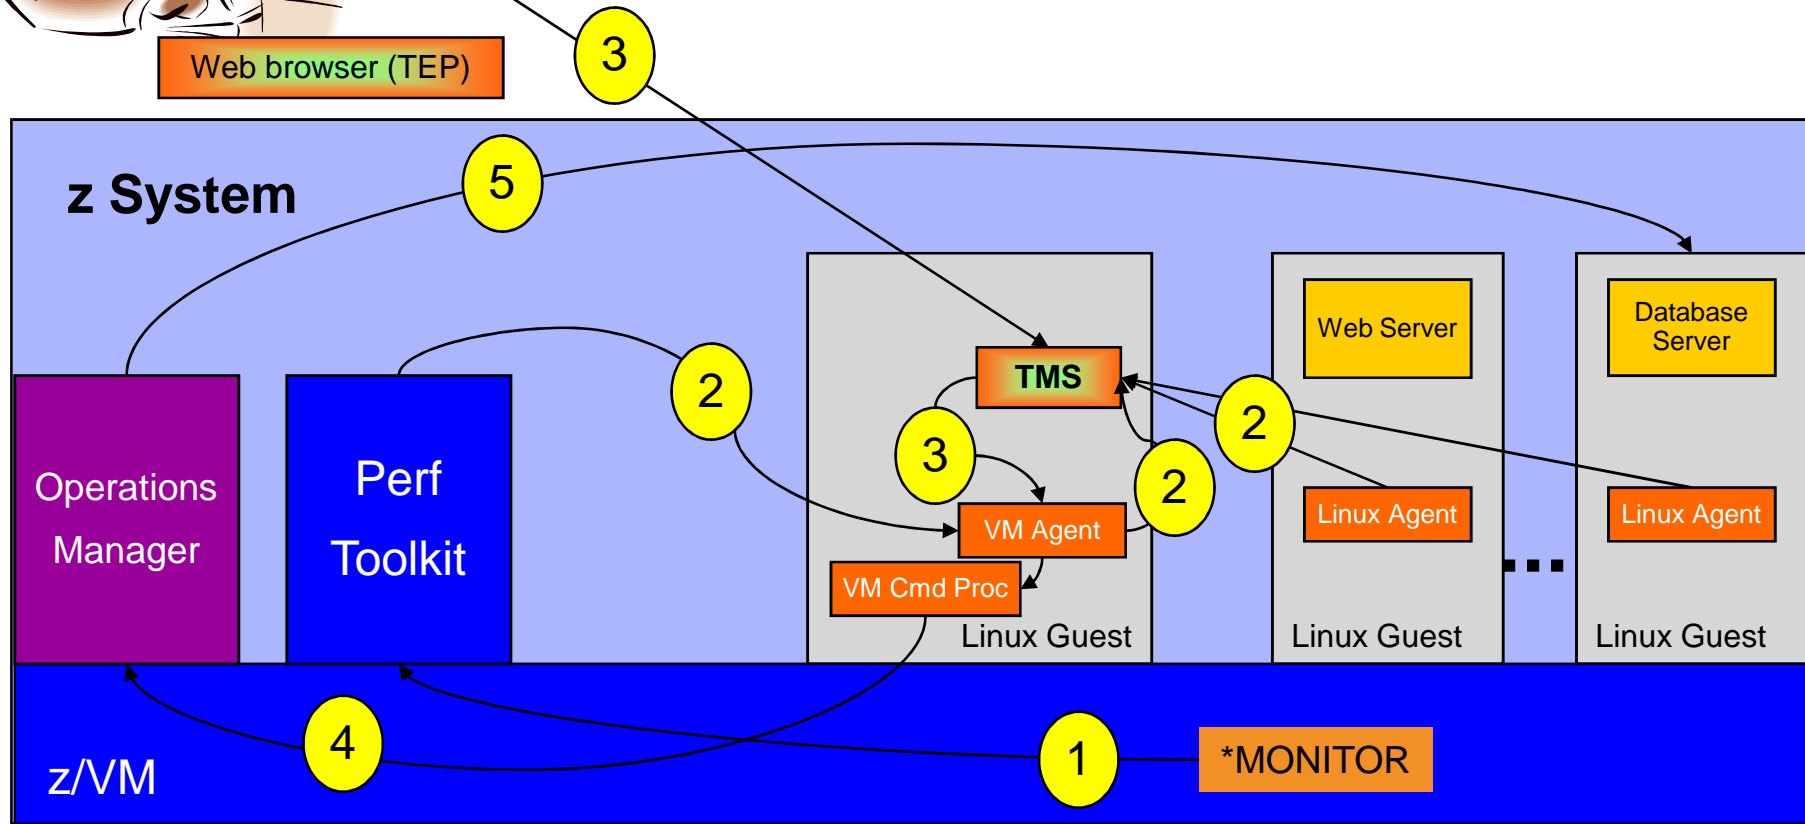 3
Web browser (TEP)
5
z System
Web Server
Database
Server
TMS
2
2
3
2
Operations
Manager
Perf
Toolkit
VM Agent
Linux Agent
Linux Agent
VM Cmd Proc
...
Linux Guest
Linux Guest
Linux Guest
4
1
*MONITOR
z/VM